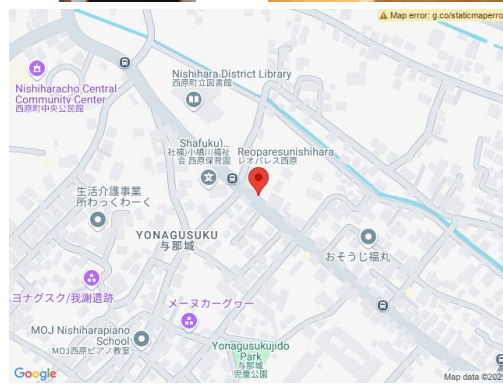 Map error: g.co/staticmaperro
Nishihara District Library
西原町立図書館
Nishiharacho Central
Community Center
西原町中央公民館
Shafuku)...
社福)小橋川福祉
会 西原保育園
Reoparesunishihara
レオパレス西原
生活介護事業
所わっくわーく
YONAGUSUKU
与那城
おそうじ福丸
ヨナグスク/我謝遺跡
メーヌカーグヮー
MOJ Nishiharapiano
School
MOJ西原ピアノ教室
Yonagusukujido
Park
与那城
児童公園
Google
Map data ©202